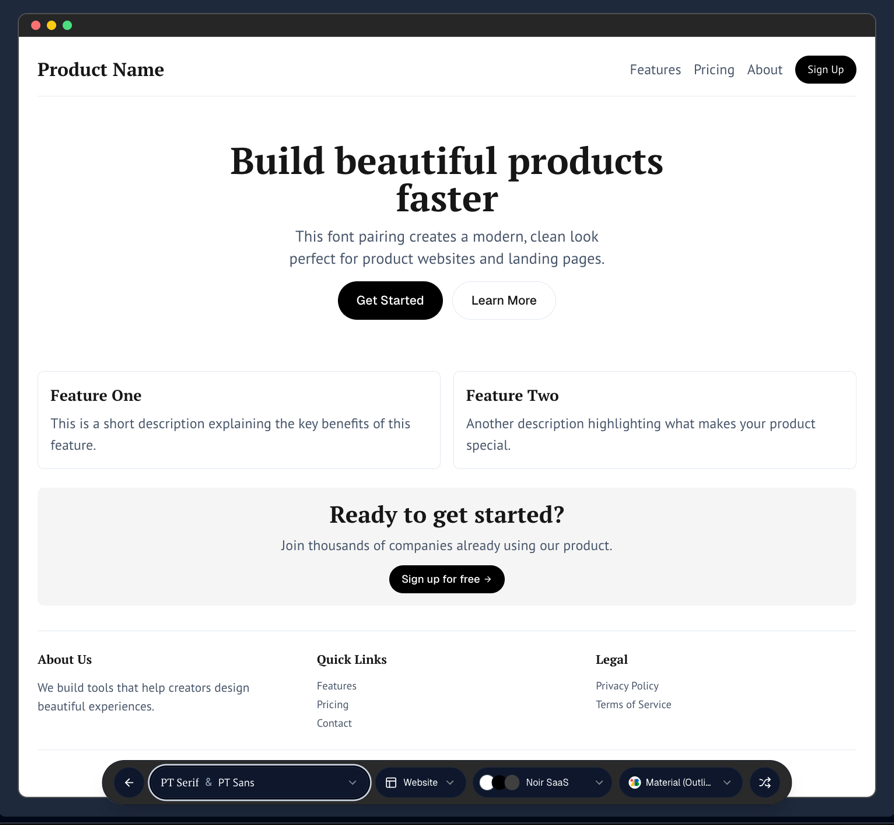 Product Name
Features Pricing About Sign Up
Build beautiful products
faster
This font pairing creates a modern, clean look
perfect for product websites and landing pages.
Get Started Learn More
Feature One
This is a short description explaining the key benefits of this
feature.
Feature Two
Another description highlighting what makes your product
special.
Ready to get started?
Join thousands of companies already using our product.
Sign up for free →
About Us
We build tools that help creators design
beautiful experiences.
Quick Links
Features
Pricing
Contact
Legal
Privacy Policy
Terms of Service
PT Serif & PT Sans Website Noir SaaS Material (Outli...